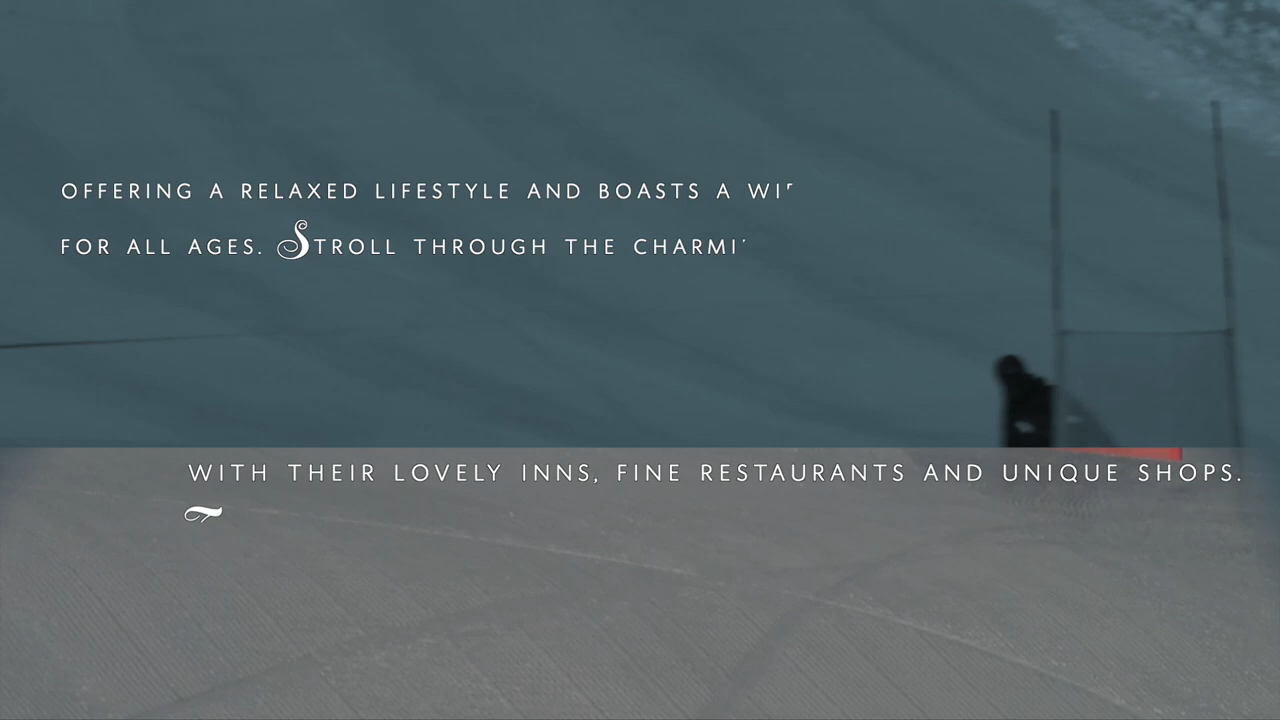 OFFERING A RELAXED LIFESTYLE AND BOASTS A
FOR ALL AGES. STROLL THROUGH THE
WITH THEIR LOVELY INNS, FINE RESTAURANTS AND UNIQUE SHOPS.